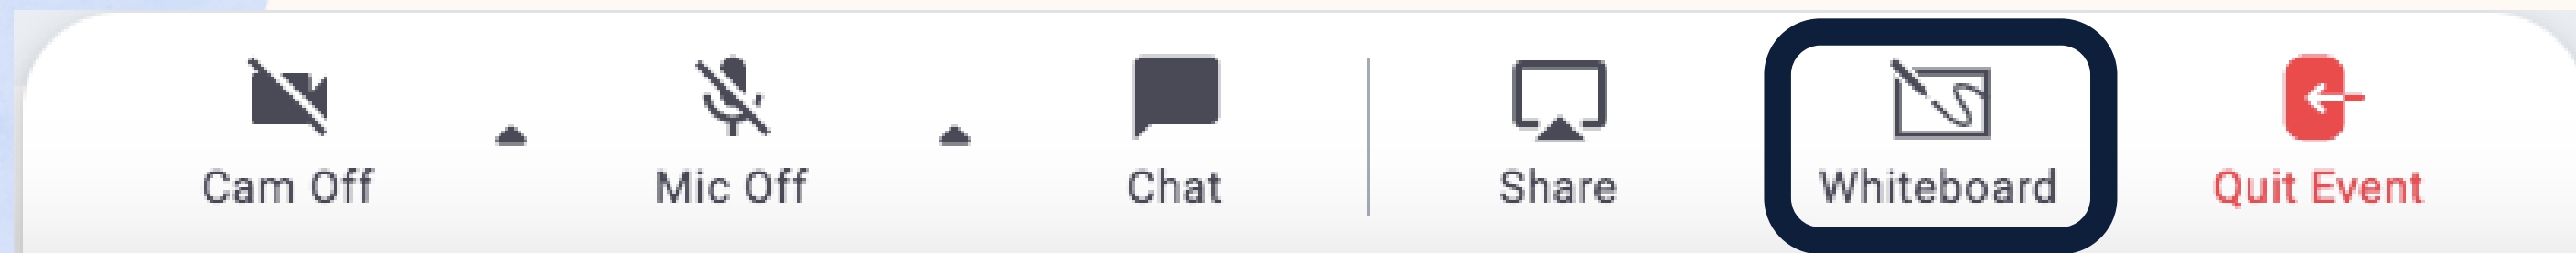 Cam Off
Mic Off
Chat
Share
Whiteboard
Quit Event